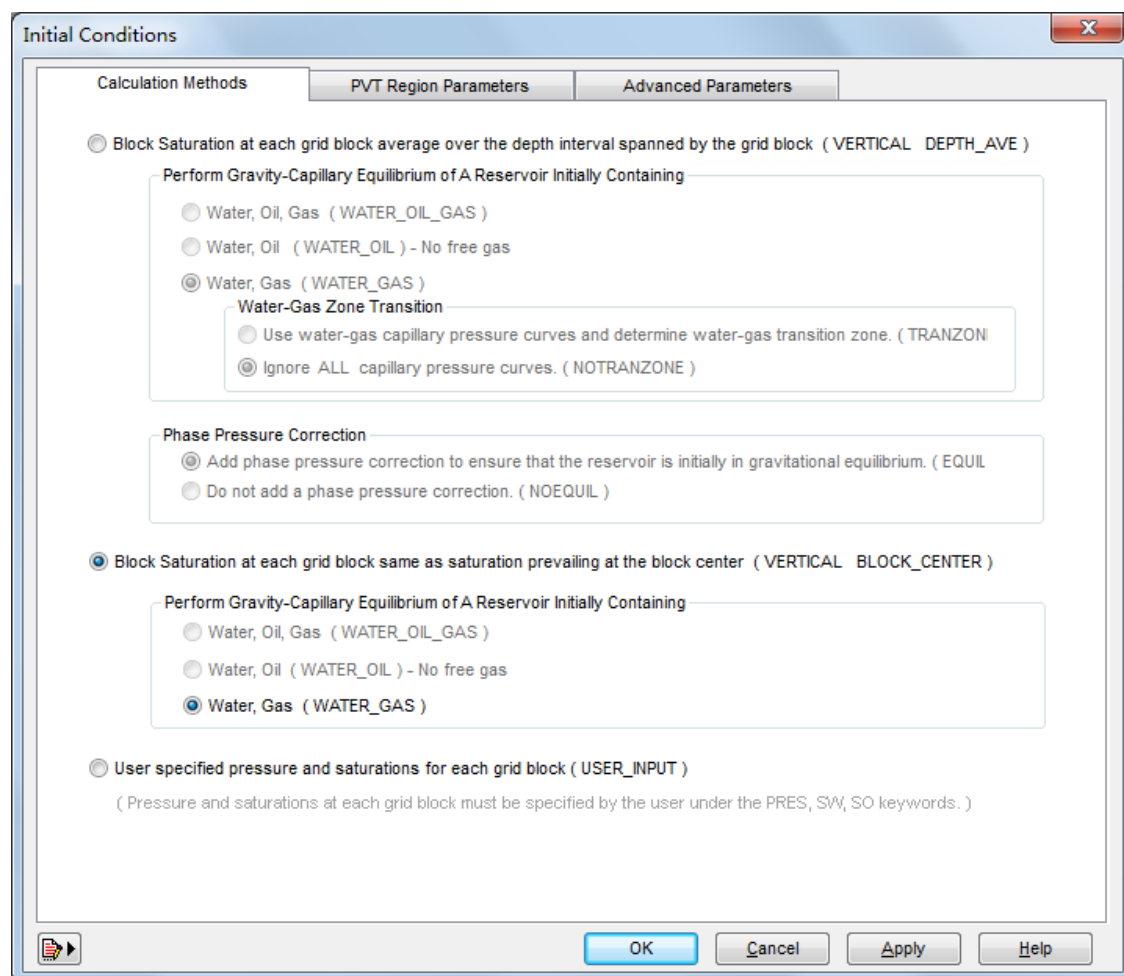 Initial Conditions
Calculation Methods
PVT Region Parameters
Advanced Parameters
Block Saturation at each grid block average over the depth interval spanned by the grid block ( VERTICAL DEPTH_AVE )
Perform Gravity-Capillary Equilibrium of A Reservoir Initially Containing
Water, Oil, Gas ( WATER_OIL_GAS )
Water, Oil ( WATER_OIL ) - No free gas
Water, Gas ( WATER_GAS )
Water-Gas Zone Transition
Use water-gas capillary pressure curves and determine water-gas transition zone. ( TRANZON
Ignore ALL capillary pressure curves. ( NOTRANZONE )
Phase Pressure Correction
Add phase pressure correction to ensure that the reservoir is initially in gravitational equilibrium. ( EQUIL
Do not add a phase pressure correction. ( NOEQUIL )
Block Saturation at each grid block same as saturation prevailing at the block center ( VERTICAL BLOCK_CENTER )
Perform Gravity-Capillary Equilibrium of A Reservoir Initially Containing
Water, Oil, Gas ( WATER_OIL_GAS )
Water, Oil ( WATER_OIL ) - No free gas
Water, Gas ( WATER_GAS )
User specified pressure and saturations for each grid block ( USER_INPUT )
( Pressure and saturations at each grid block must be specified by the user under the PRES, SW, SO keywords. )
OK
Cancel
Apply
Help